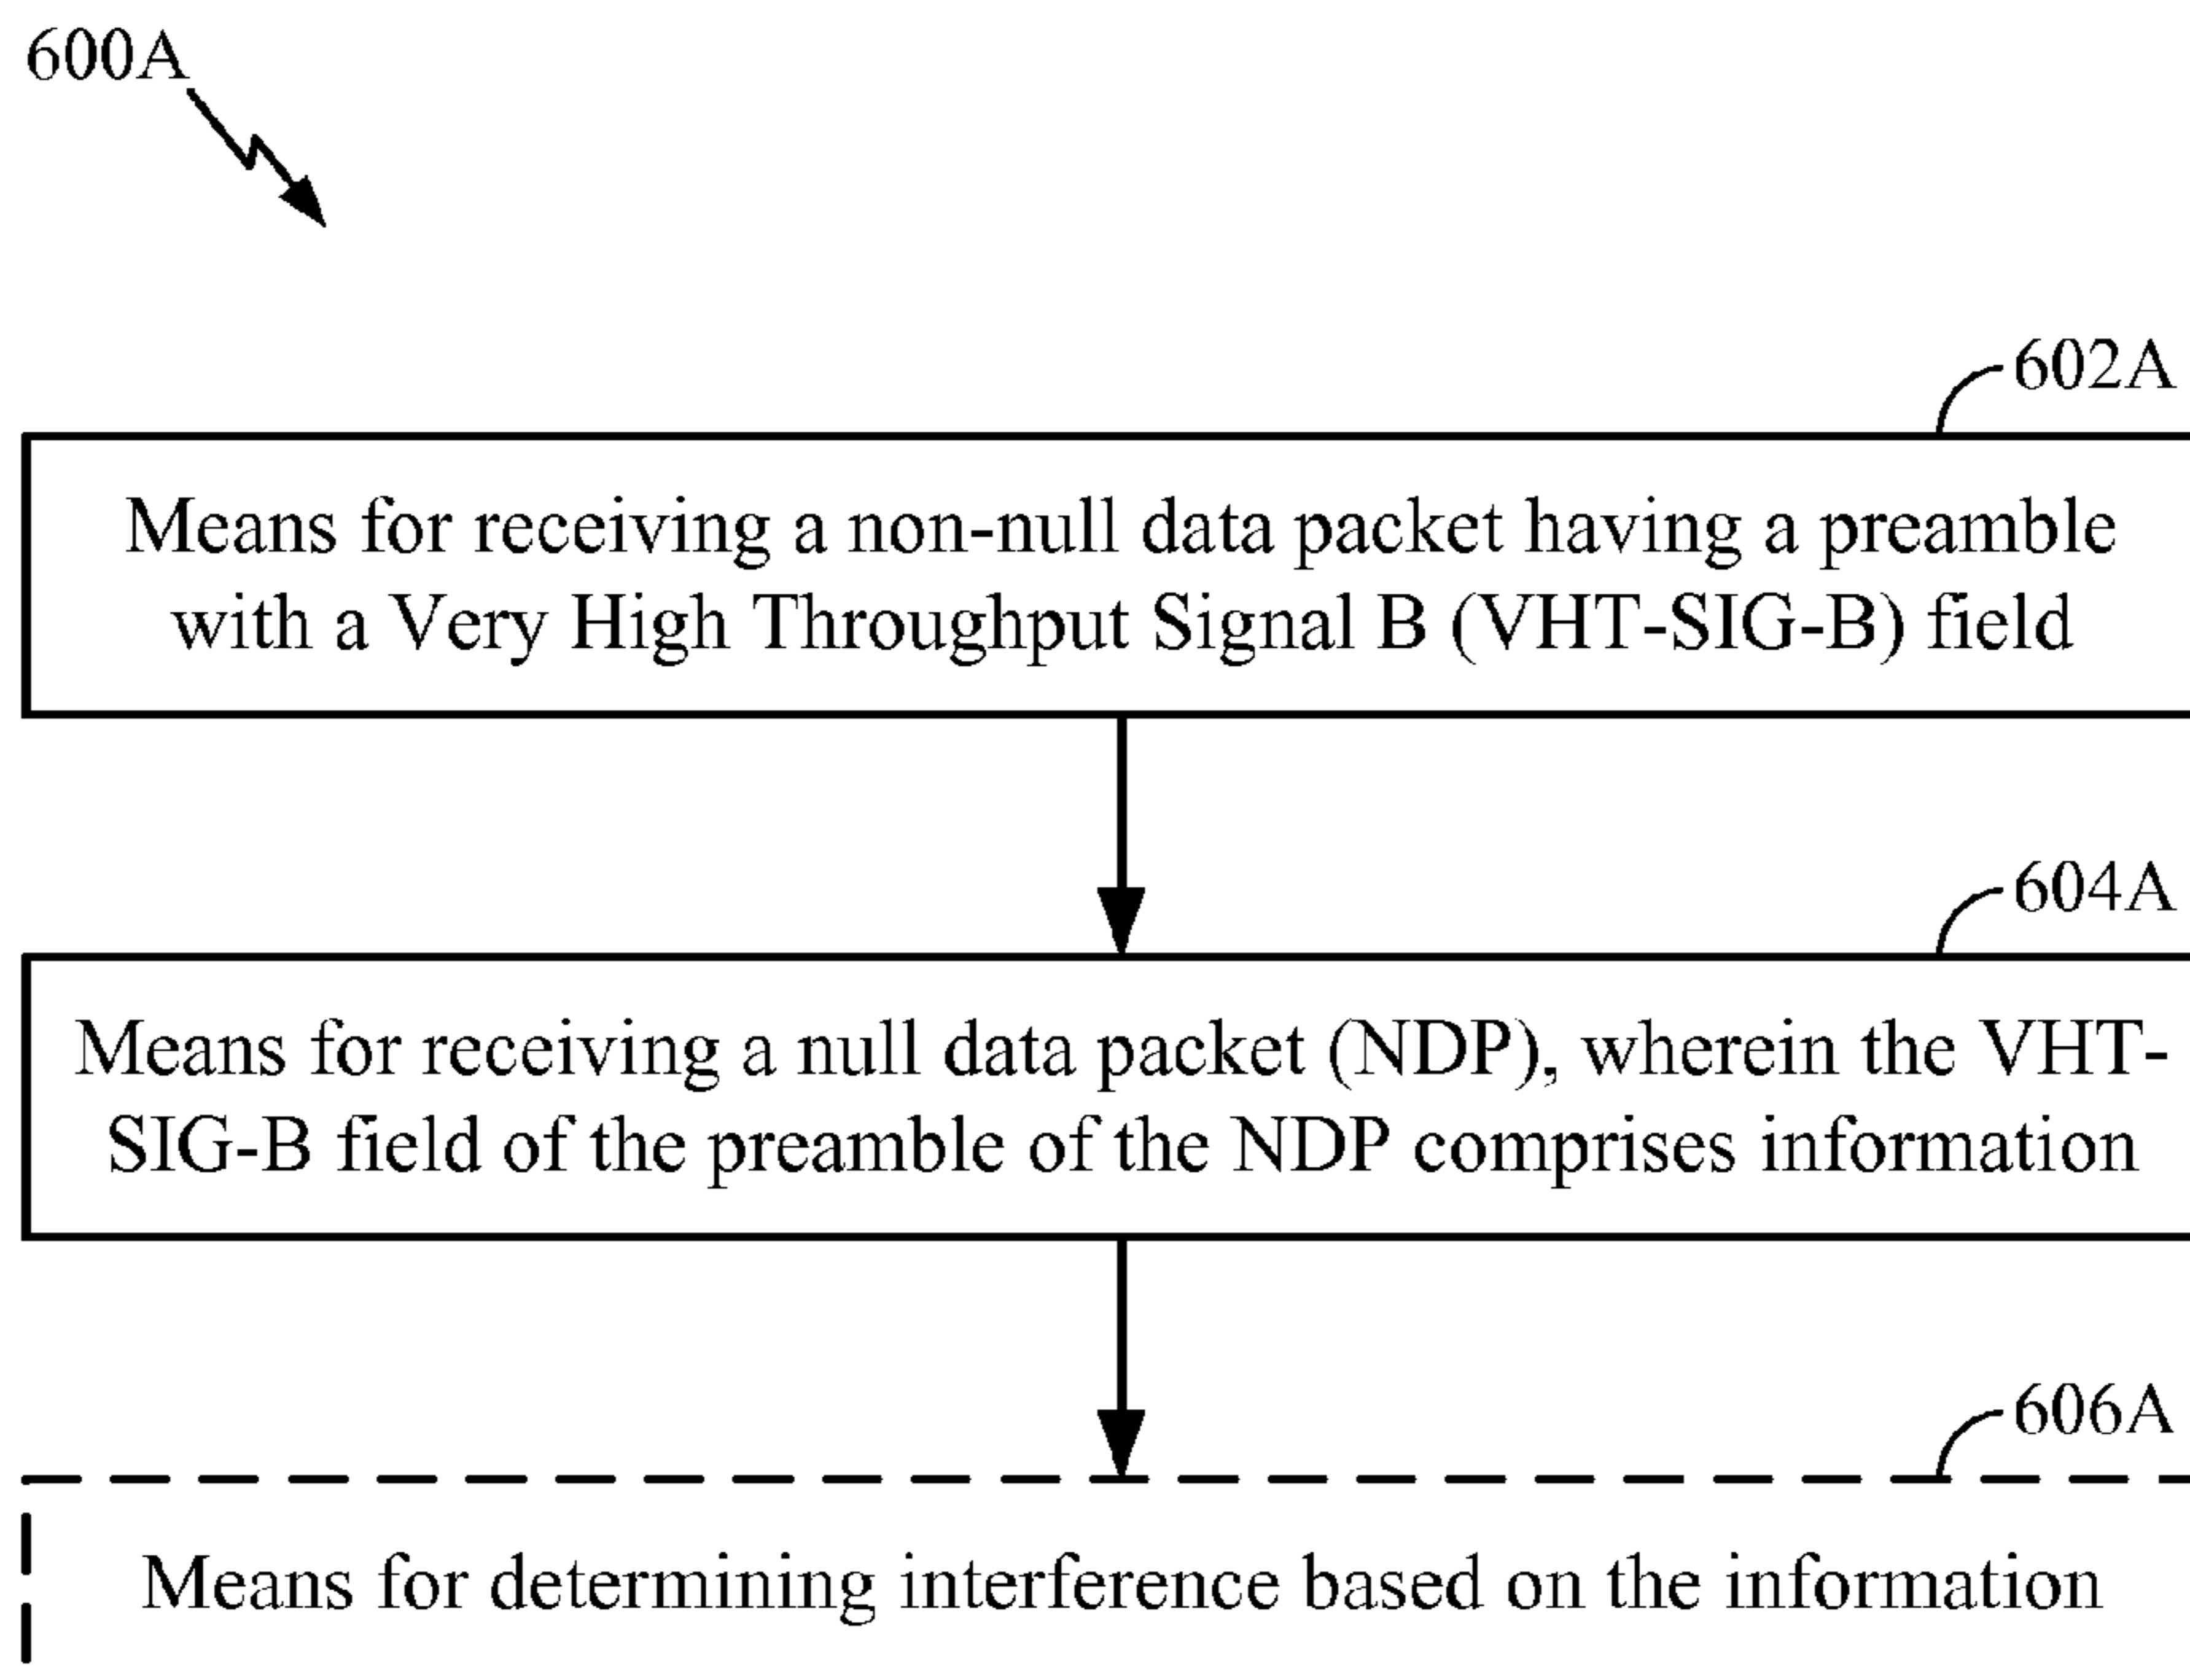 600A
602A
Means for receiving a non-null data packet having a preamble
with a Very High Throughput Signal B (VHT-SIG-B) field
604A
Means for receiving a null data packet (NDP), wherein the VHT-
SIG-B field of the preamble of the NDP comprises information
606A
Means for determining interference based on the information